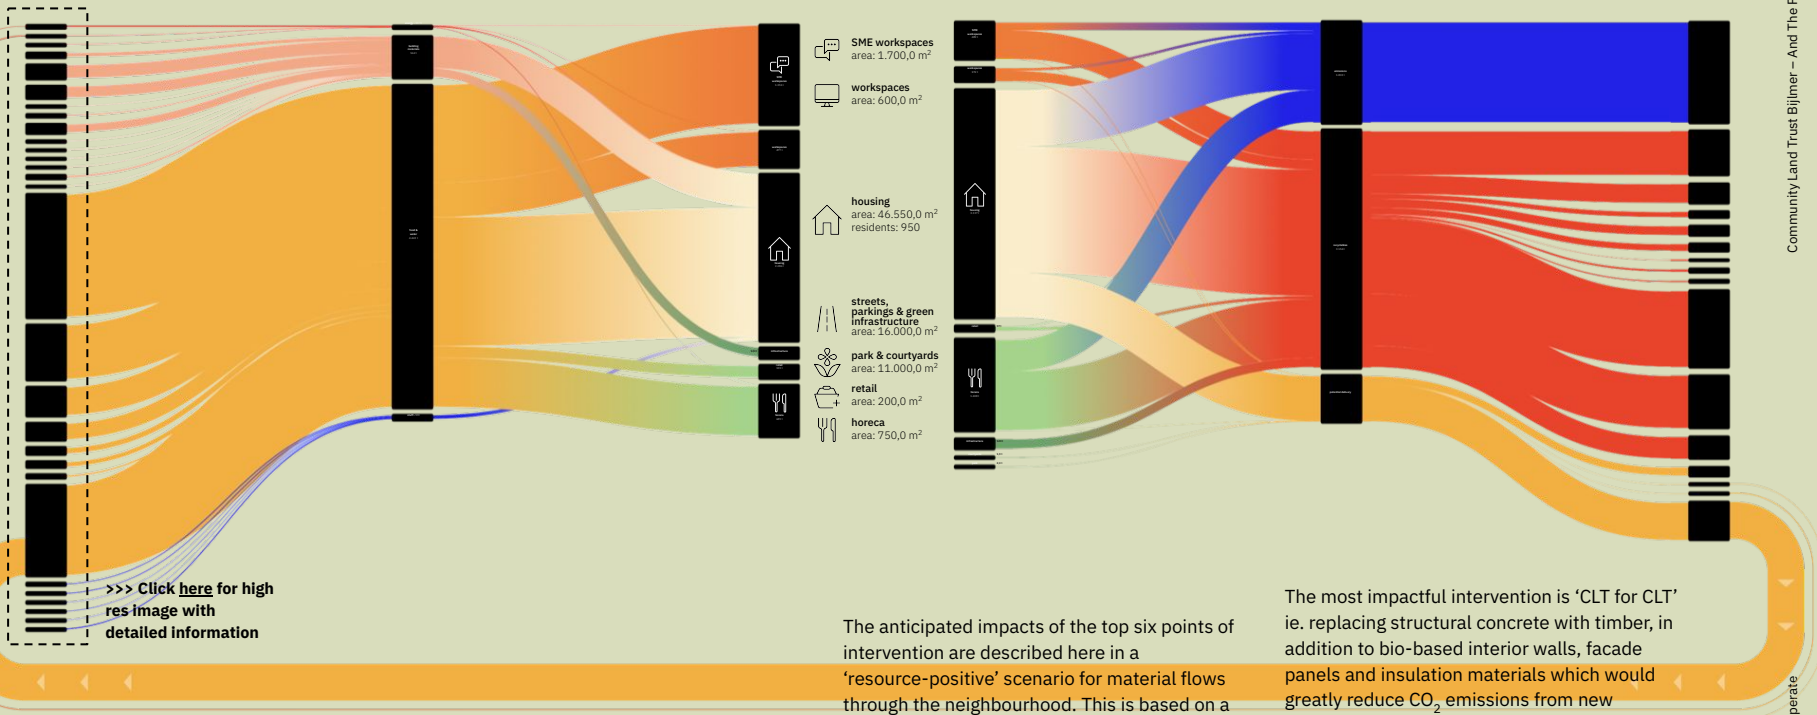 SME workspaces
area: 1.700,0 m²
workspaces
area: 600,0 m²
housing
area: 46.550,0 m²
residents: 950
streets,
parkings & green
infrastructure
area: 16.000,0 m²
park & courtyards
area: 11.000,0 m²
retail
area: 200,0 m²
horeca
area: 750,0 m²
>>> Click here for high
res image with
detailed information
The anticipated impacts of the top six points of
intervention are described here in a
‘resource-positive’ scenario for material flows
through the neighbourhood. This is based on a
The most impactful intervention is ‘CLT for CLT’
ie. replacing structural concrete with timber, in
addition to bio-based interior walls, facade
panels and insulation materials which would
greatly reduce CO₂ emissions from new
Community Land Trust Bijlmer – And The